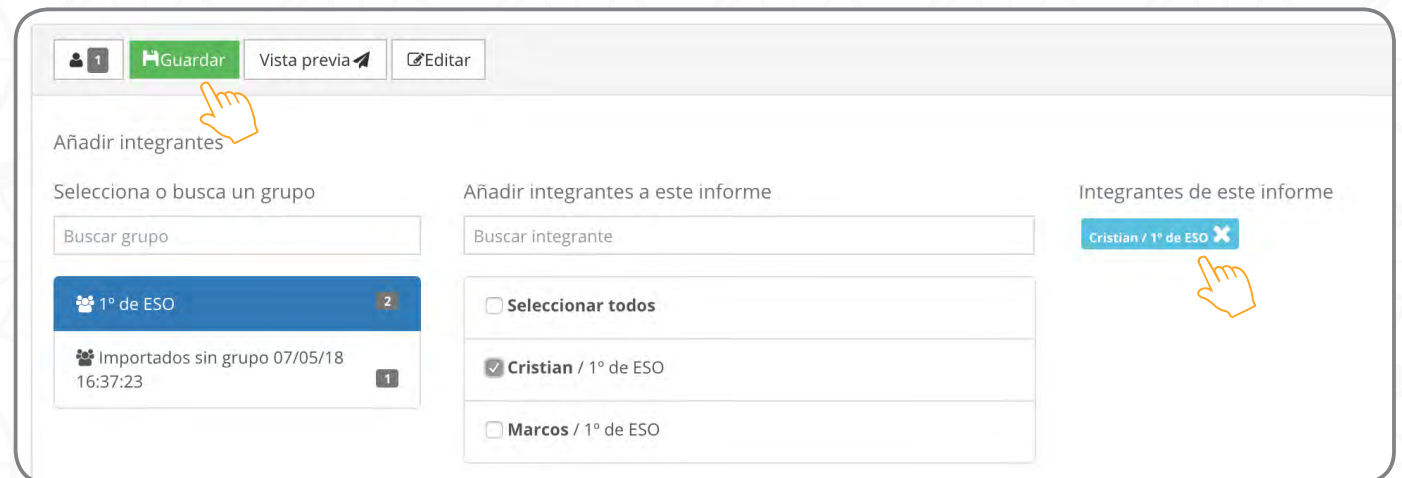 1 Guardar Vista previa Editar
Añadir integrantes
Selecciona o busca un grupo
Buscar grupo
1º de ESO 2
Importados sin grupo 07/05/18
16:37:23 1
Añadir integrantes a este informe
Buscar integrante
Seleccionar todos
Cristian / 1º de ESO
Marcos / 1º de ESO
Integrantes de este informe
Cristian / 1º de ESO